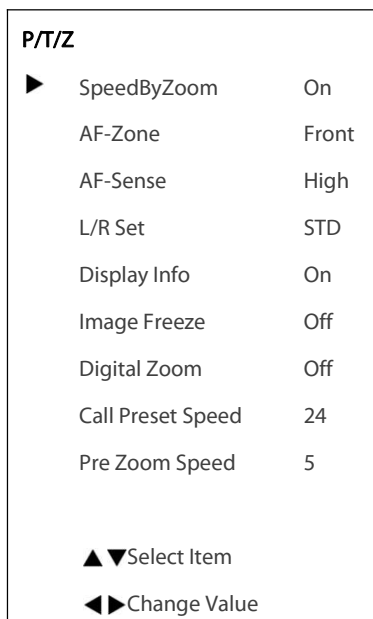 P/T/Z
▶ SpeedByZoom On
AF-Zone Front
AF-Sense High
L/R Set STD
Display Info On
Image Freeze Off
Digital Zoom Off
Call Preset Speed 24
Pre Zoom Speed 5
▲▼Select Item
◀▶Change Value